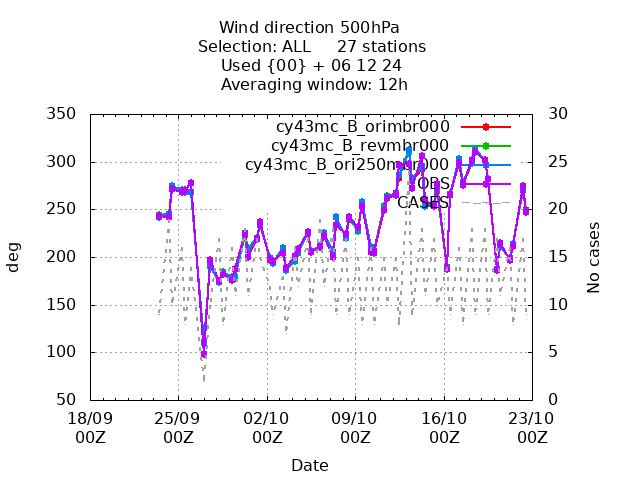 Wind direction 500hPa
Selection: ALL 27 stations
Used {00} + 06 12 24
Averaging window: 12h
350 30
cy43mc_B_orimbr000
cy43mc_B_revmbr000
300 25
cy43mc_B_ori250mbr000
OBS
CASES
250 20
deg
No cases
200 15
150 10
100 5
50 0
18/09 25/09 02/10 09/10 16/10 23/10
00Z 00Z 00Z 00Z 00Z 00Z
Date